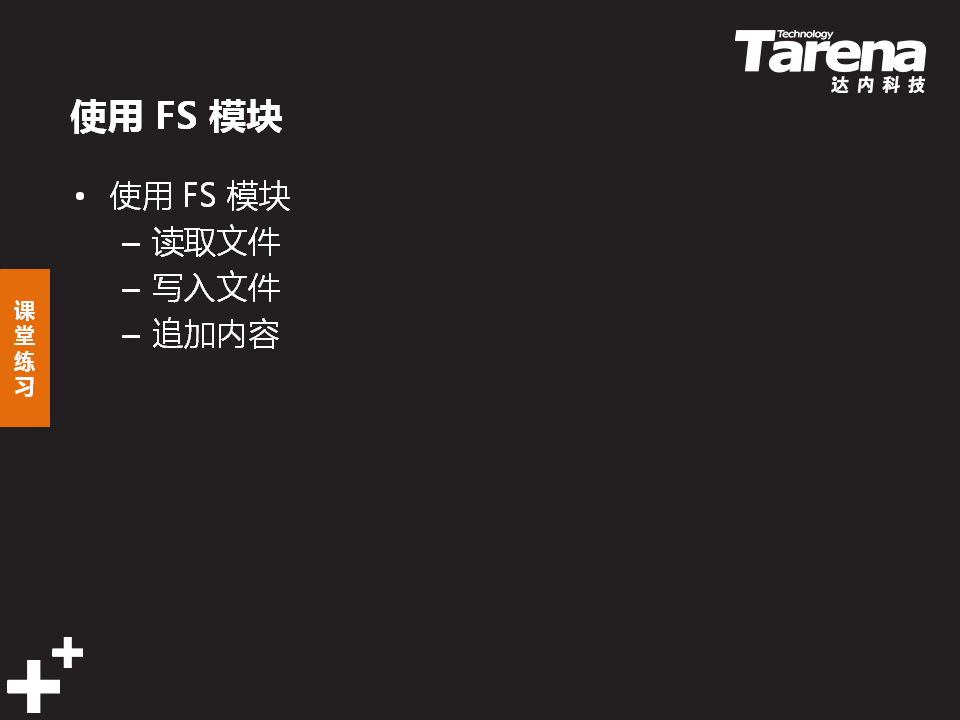 Technology
Tarena
达内科技
使用 FS 模块
• 使用 FS 模块
– 读取文件
– 写入文件
– 追加内容
课堂练习